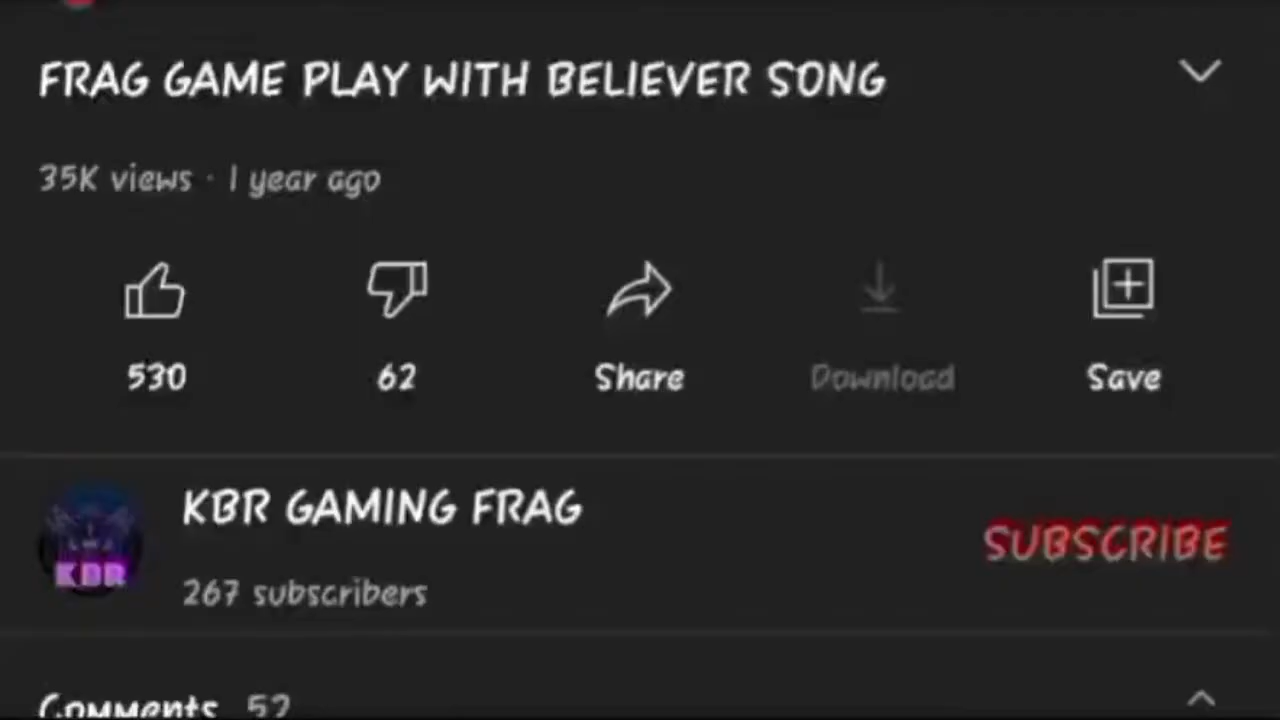 FRAG GAME PLAY WITH BELIEVER SONG
35K views · 1 year ago
530 62 Share Download Save
KBR GAMING FRAG
KBR
SUBSCRIBE
267 subscribers
Comments 52